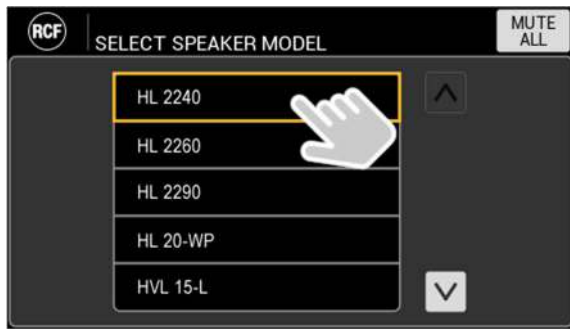 RCF
SELECT SPEAKER MODEL
MUTE
ALL
HL 2240
HL 2260
HL 2290
HL 20-WP
HVL 15-L